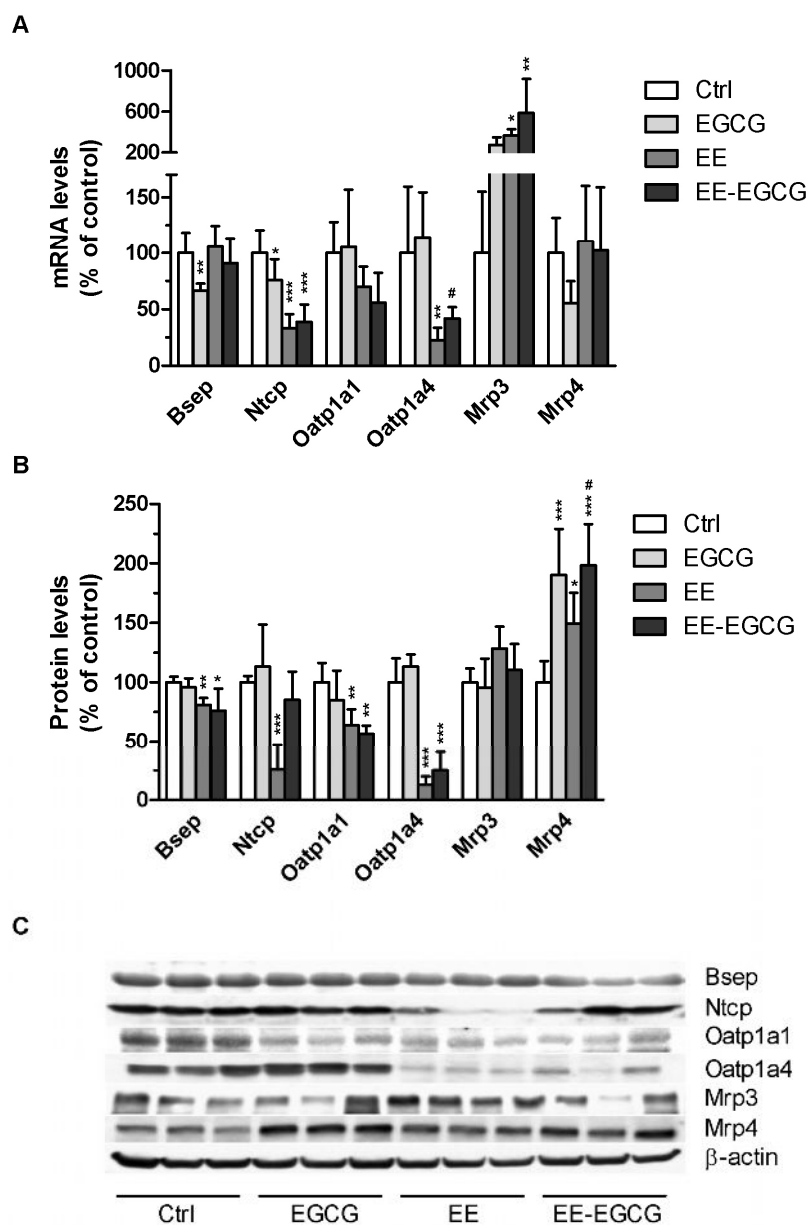 A
mRNA levels
(% of control)
1000
600
200
150
100
50
0
**
*
***
***
**
#
*
**
Bsep
Ntcp
Oatp1a1
Oatp1a4
Mrp3
Mrp4
Ctrl
EGCG
EE
EE-EGCG
B
Protein levels
(% of control)
250
200
150
100
50
0
**
*
***
**
**
***
***
***
*
*** #
Bsep
Ntcp
Oatp1a1
Oatp1a4
Mrp3
Mrp4
Ctrl
EGCG
EE
EE-EGCG
C
Bsep
Ntcp
Oatp1a1
Oatp1a4
Mrp3
Mrp4
β-actin
Ctrl
EGCG
EE
EE-EGCG